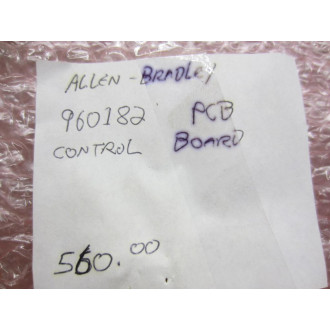 ALLEN - BRADLEY
960182 PCB
CONTROL BOARD
560.00